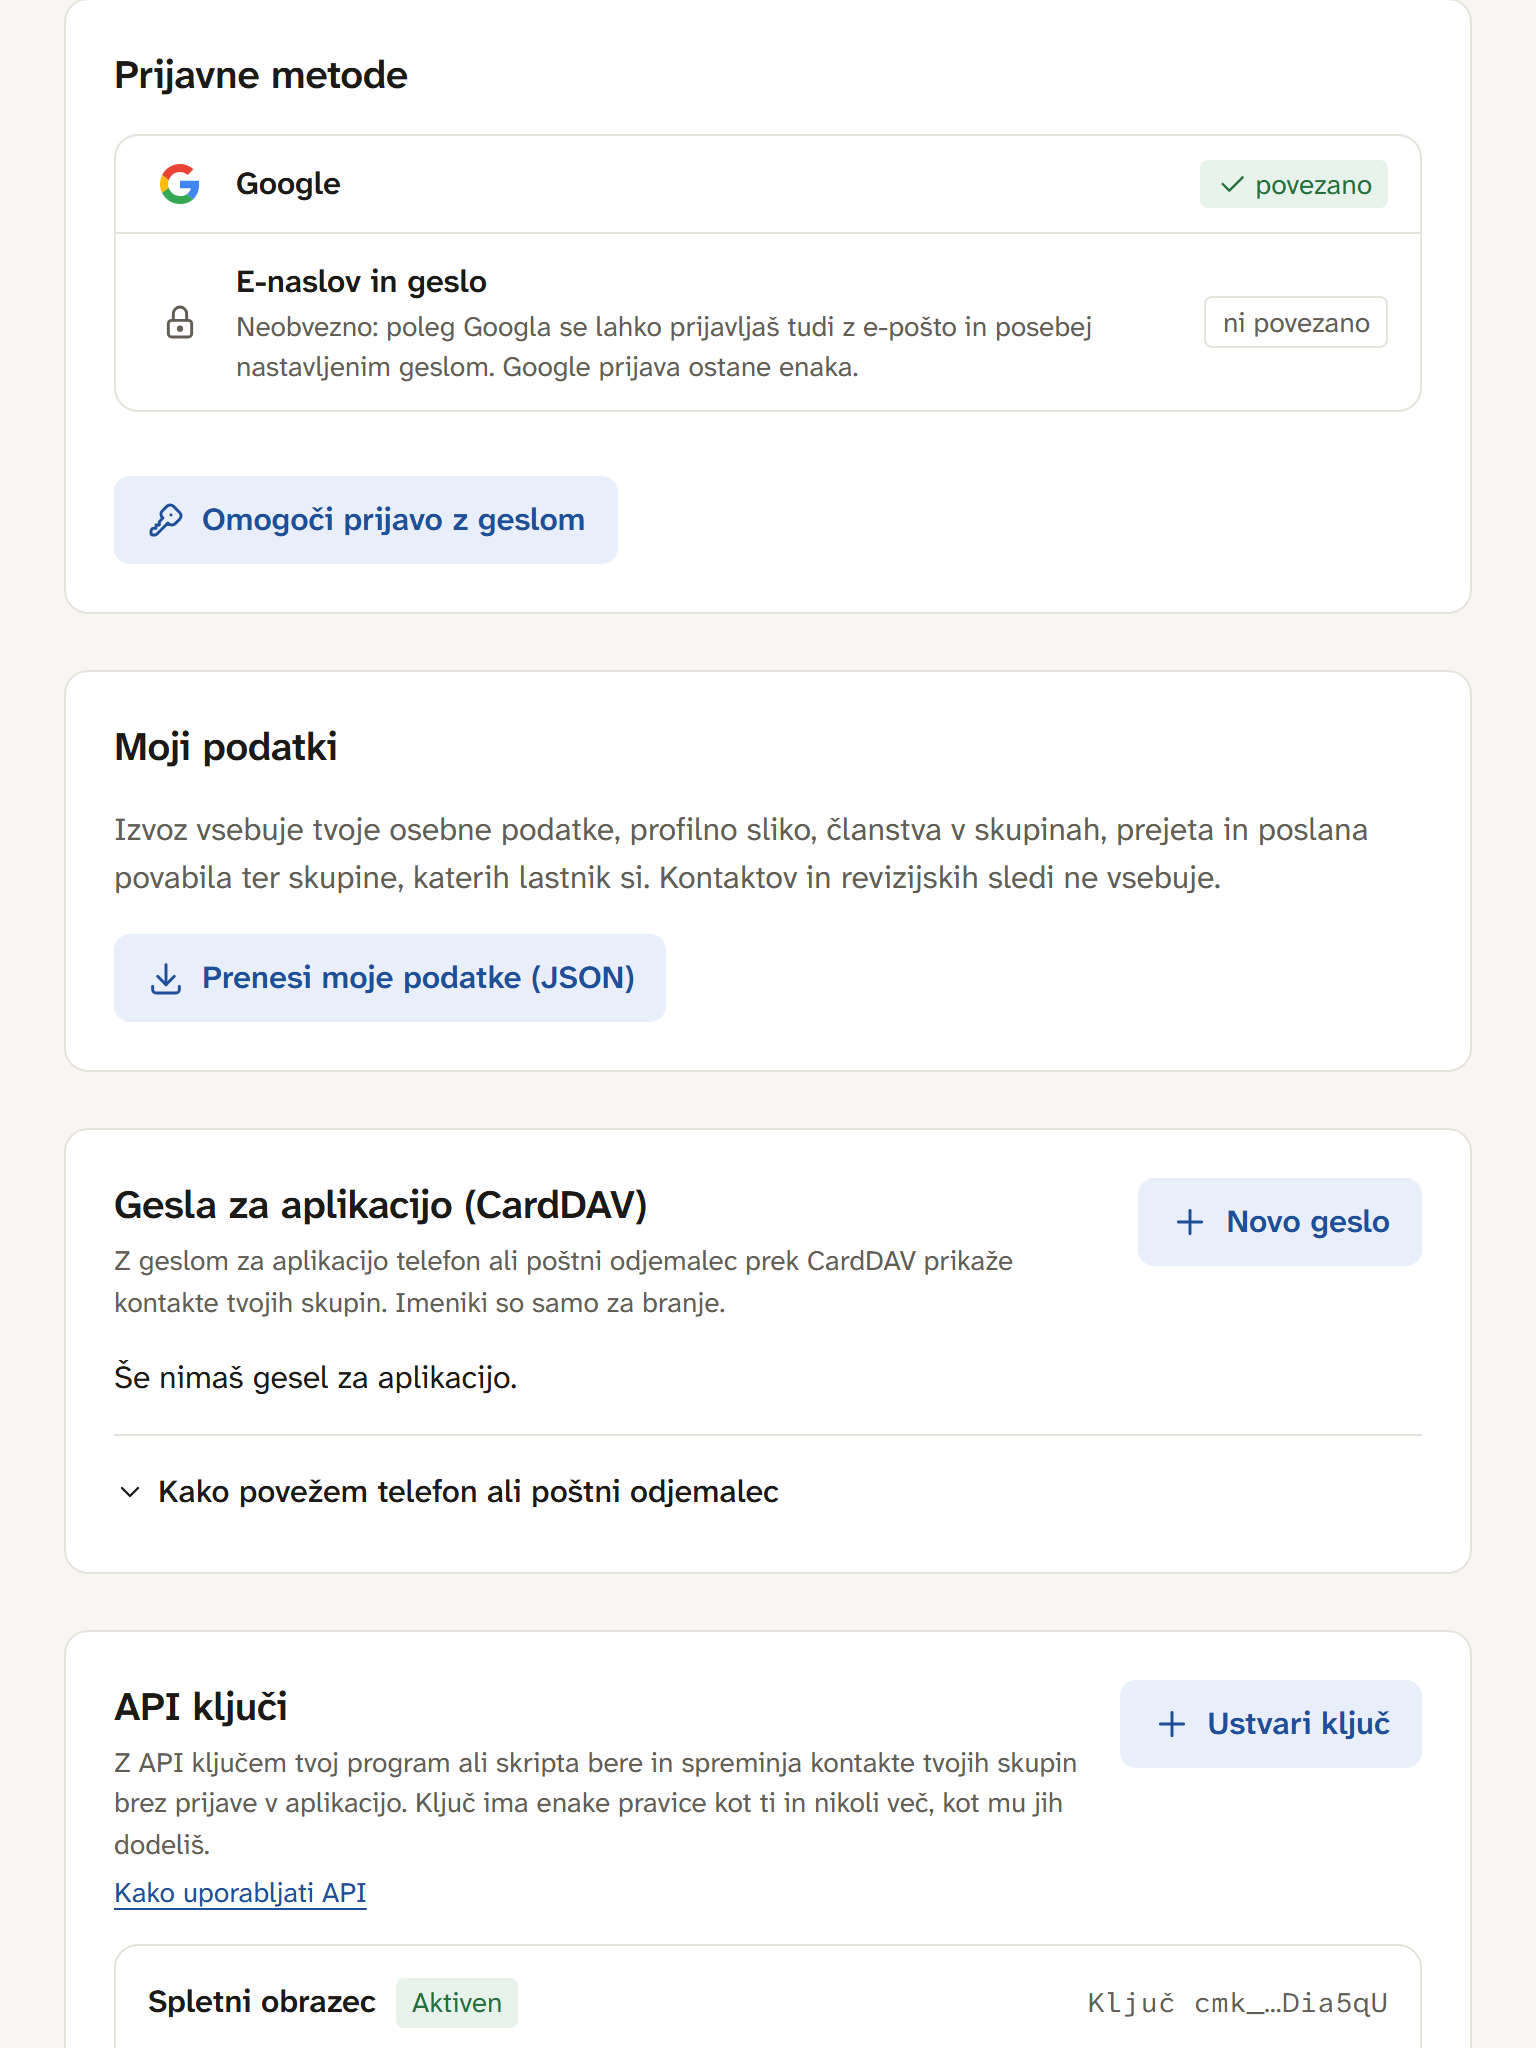 Prijavne metode
Google
povezano
E-naslov in geslo
Neobvezno: poleg Googla se lahko prijavljaš tudi z e-pošto in posebej
nastavljenim geslom. Google prijava ostane enaka.
ni povezano
Omogoči prijavo z geslom
Moji podatki
Izvoz vsebuje tvoje osebne podatke, profilno sliko, članstva v skupinah, prejeta in poslana
povabila ter skupine, katerih lastnik si. Kontaktov in revizijskih sledi ne vsebuje.
Prenesi moje podatke (JSON)
Gesla za aplikacijo (CardDAV)
Novo geslo
Z geslom za aplikacijo telefon ali poštni odjemalec prek CardDAV prikaže
kontakte tvojih skupin. Imeniki so samo za branje.
Še nimaš gesel za aplikacijo.
Kako povežem telefon ali poštni odjemalec
API ključi
Ustvari ključ
Z API ključem tvoj program ali skripta bere in spreminja kontakte tvojih skupin
brez prijave v aplikacijo. Ključ ima enake pravice kot ti in nikoli več, kot mu jih
dodeliš.
Kako uporabljati API
Spletni obrazec
Aktiven
Ključ cmk_…Dia5qU